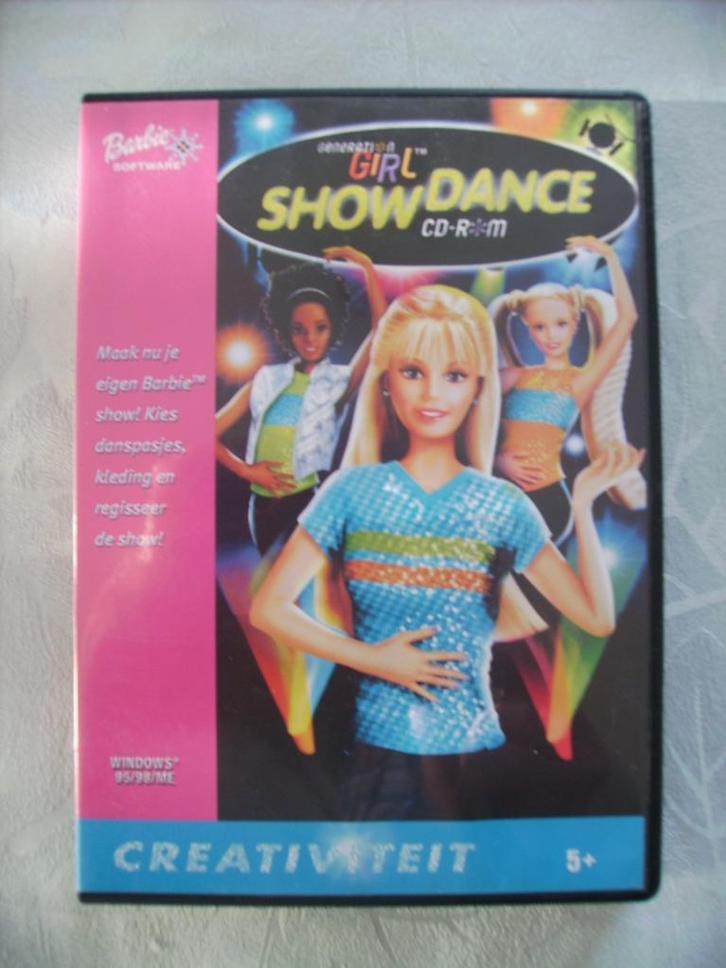 Barbie
SOFTWARE
GENERATION
GIRL™
SHOW DANCE
CD-ROM
Maak nu je
eigen Barbie™
show! Kies
danspasjes,
kleding en
regisseer
de show!
WINDOWS®
95/98/ME
CREATIVITEIT
5+